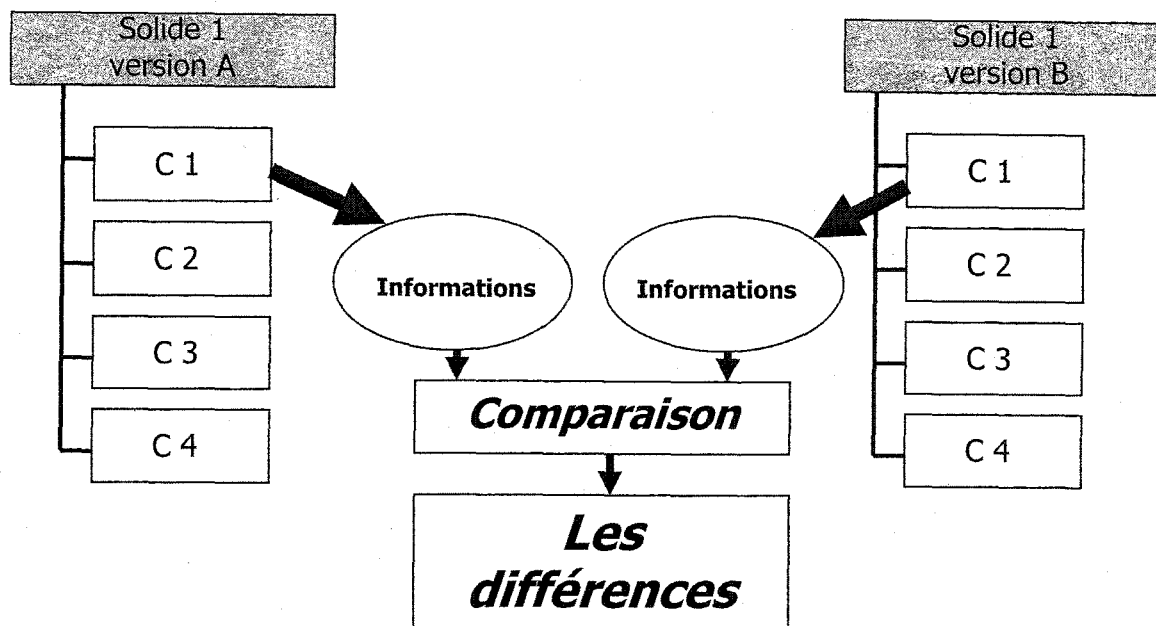 Solide 1
version A
C 1
C 2
C 3
C 4
Solide 1
version B
C 1
C 2
C 3
C 4
Informations
Informations
Comparaison
Les
différences